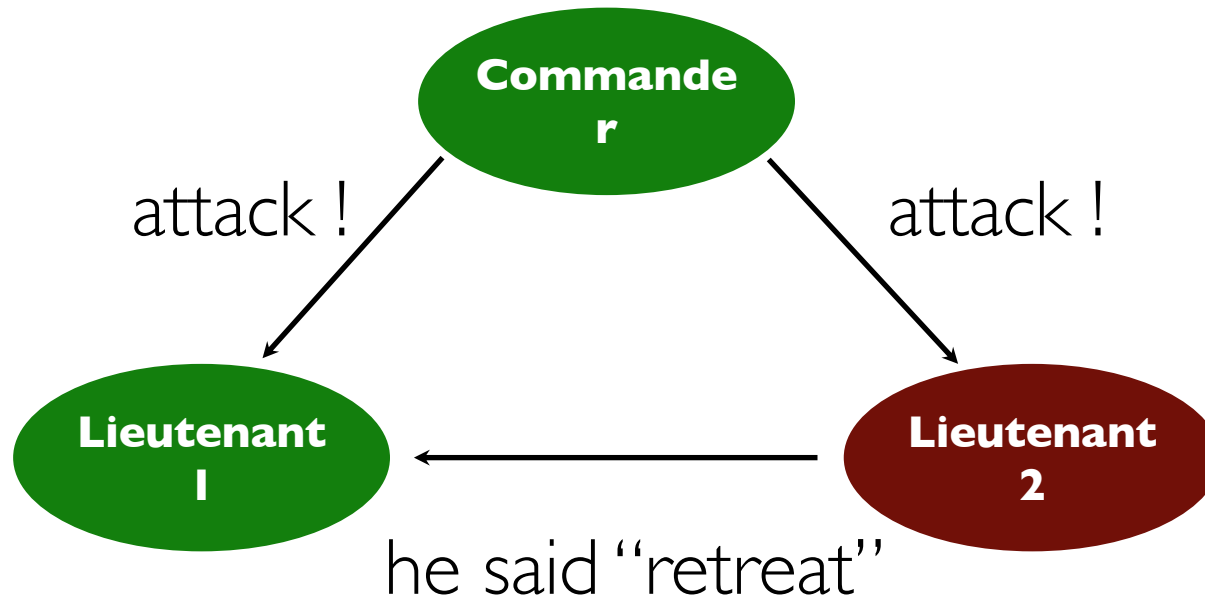 Commande
r
attack !
attack !
Lieutenant
1
Lieutenant
2
he said “retreat”